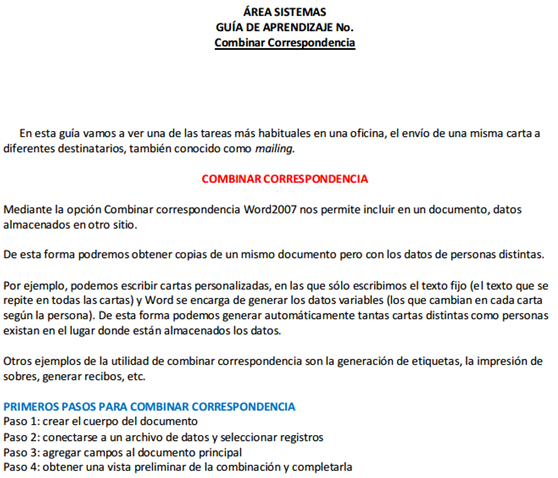 ÁREA SISTEMAS
GUÍA DE APRENDIZAJE No.
Combinar Correspondencia
En esta guía vamos a ver una de las tareas más habituales en una oficina, el envío de una misma carta a
diferentes destinatarios, también conocido como mailing.
COMBINAR CORRESPONDENCIA
Mediante la opción Combinar correspondencia Word2007 nos permite incluir en un documento, datos
almacenados en otro sitio.
De esta forma podremos obtener copias de un mismo documento pero con los datos de personas distintas.
Por ejemplo, podemos escribir cartas personalizadas, en las que sólo escribimos el texto fijo (el texto que se
repite en todas las cartas) y Word se encarga de generar los datos variables (los que cambian en cada carta
según la persona). De esta forma podemos generar automáticamente tantas cartas distintas como personas
existan en el lugar donde están almacenados los datos.
Otros ejemplos de la utilidad de combinar correspondencia son la generación de etiquetas, la impresión de
sobres, generar recibos, etc.
PRIMEROS PASOS PARA COMBINAR CORRESPONDENCIA
Paso 1: crear el cuerpo del documento
Paso 2: conectarse a un archivo de datos y seleccionar registros
Paso 3: agregar campos al documento principal
Paso 4: obtener una vista preliminar de la combinación y completarla